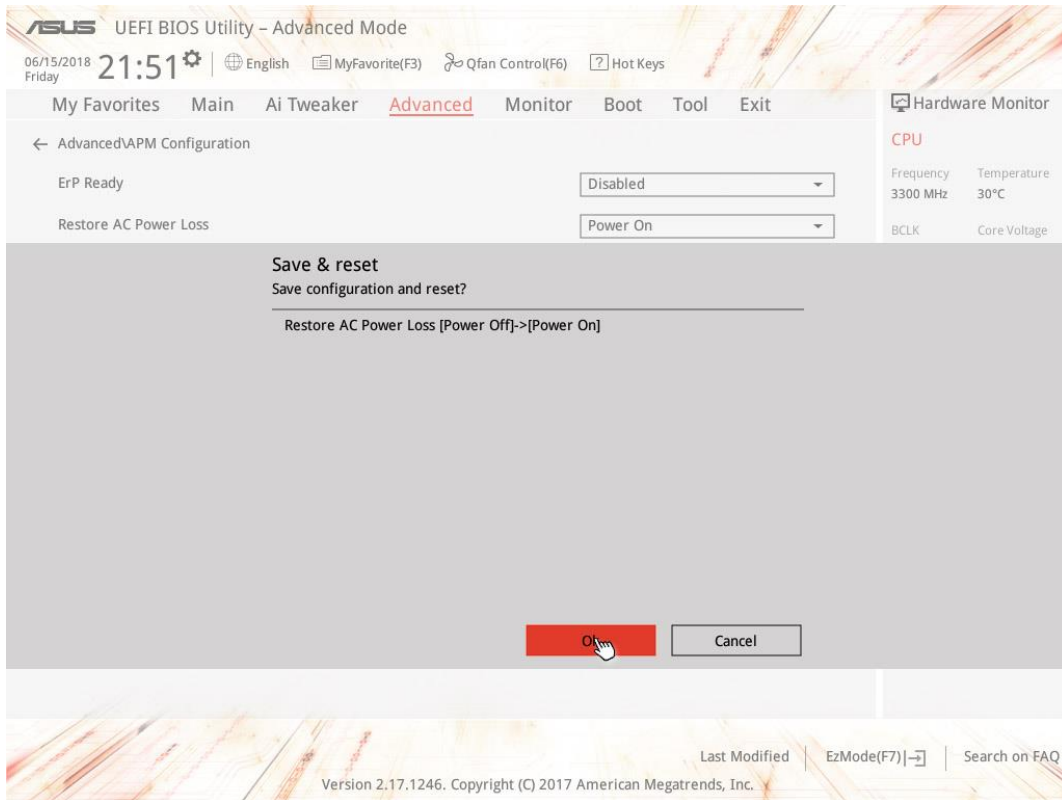 ASUS UEFI BIOS Utility – Advanced Mode
06/15/2018
Friday
21:51
English MyFavorite(F3) Qfan Control(F6) ? Hot Keys
My Favorites Main Ai Tweaker Advanced Monitor Boot Tool Exit
Hardware Monitor
← Advanced\APM Configuration
CPU
ErP Ready Disabled
Frequency Temperature
3300 MHz 30°C
Restore AC Power Loss Power On
BCLK Core Voltage
Save & reset
Save configuration and reset?
Restore AC Power Loss [Power Off]->[Power On]
Cancel
Last Modified EzMode(F7) Search on FAQ
Version 2.17.1246. Copyright (C) 2017 American Megatrends, Inc.